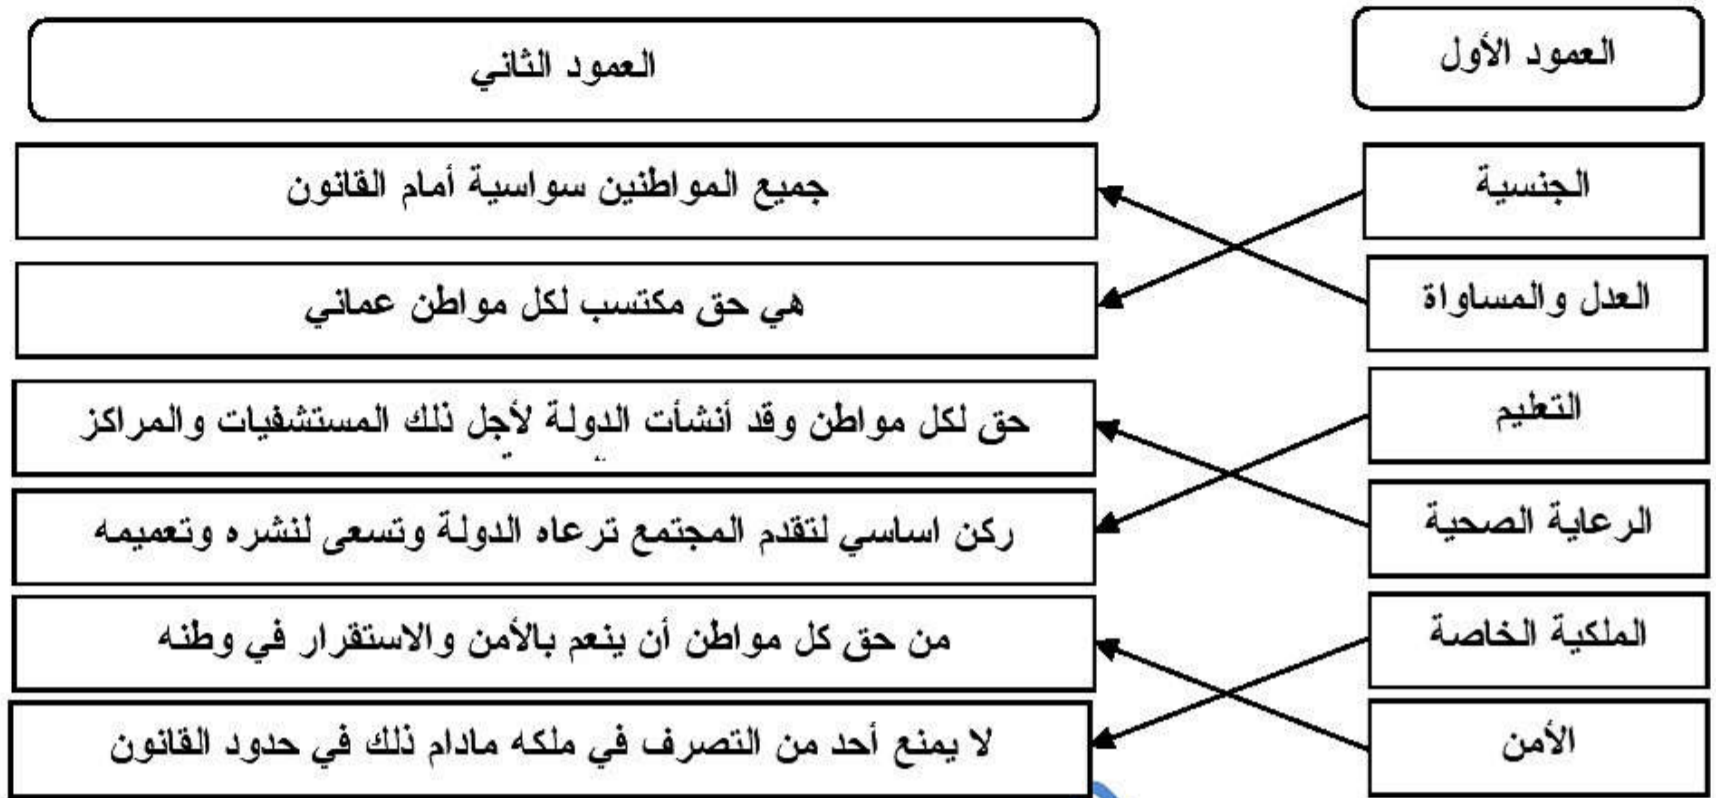 العمود الأول
العمود الثاني
الجنسية
جميع المواطنين سواسية أمام القانون
العدل والمساواة
هي حق مكتسب لكل مواطن عماني
التعليم
حق لكل مواطن وقد أنشأت الدولة لأجل ذلك المستشفيات والمراكز
الرعاية الصحية
ركن اساسي لتقدم المجتمع ترعاه الدولة وتسعى لنشره وتعميمه
الملكية الخاصة
من حق كل مواطن أن ينعم بالأمن والاستقرار في وطنه
الأمن
لا يمنع أحد من التصرف في ملكه مادام ذلك في حدود القانون